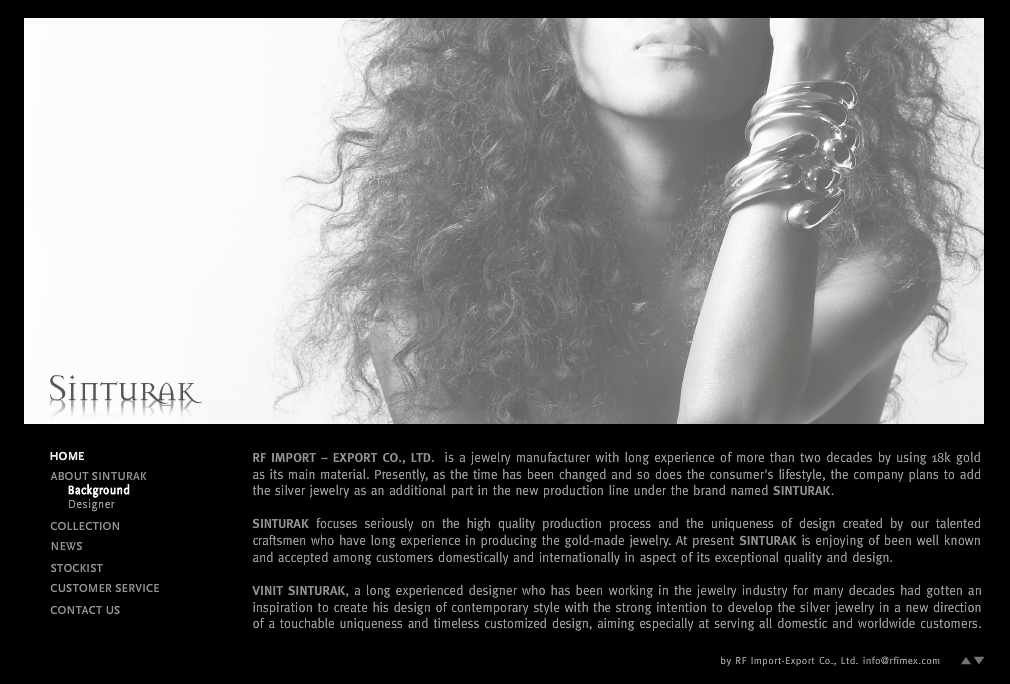 SINTURAK
HOME
ABOUT SINTURAK
Background
Designer
COLLECTION
NEWS
STOCKIST
CUSTOMER SERVICE
CONTACT US
RF IMPORT – EXPORT CO., LTD. is a jewelry manufacturer with long experience of more than two decades by using 18k gold
as its main material. Presently, as the time has been changed and so does the consumer's lifestyle, the company plans to add
the silver jewelry as an additional part in the new production line under the brand named SINTURAK.
SINTURAK focuses seriously on the high quality production process and the uniqueness of design created by our talented
craftsmen who have long experience in producing the gold-made jewelry. At present SINTURAK is enjoying of been well known
and accepted among customers domestically and internationally in aspect of its exceptional quality and design.
VINIT SINTURAK, a long experienced designer who has been working in the jewelry industry for many decades had gotten an
inspiration to create his design of contemporary style with the strong intention to develop the silver jewelry in a new direction
of a touchable uniqueness and timeless customized design, aiming especially at serving all domestic and worldwide customers.
by RF Import-Export Co., Ltd. info@rfimex.com